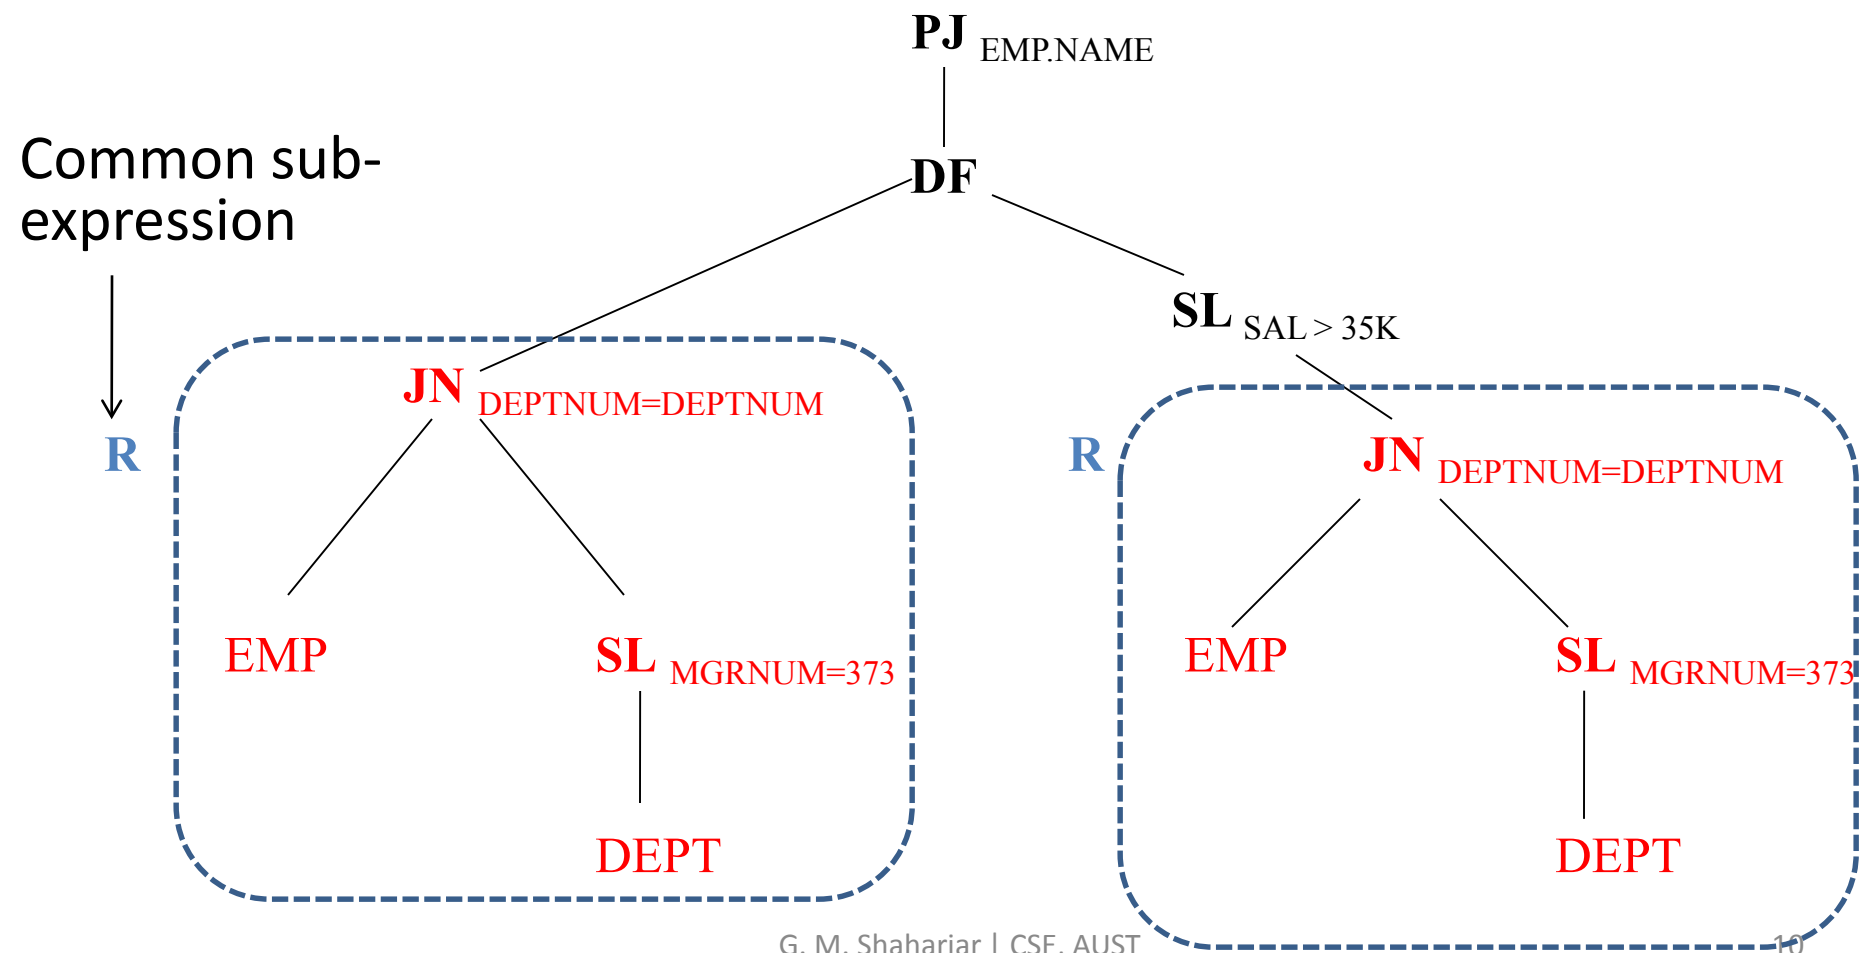 PJ EMP.NAME
Common sub-
expression
DF
SL SAL > 35K
JN DEPTNUM=DEPTNUM
R
R
JN DEPTNUM=DEPTNUM
EMP
SL MGRNUM=373
EMP
SL MGRNUM=373
DEPT
DEPT
G. M. Shahariar | CSE, AUST
10